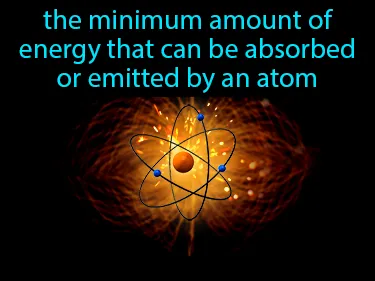 the minimum amount of
energy that can be absorbed
or emitted by an atom